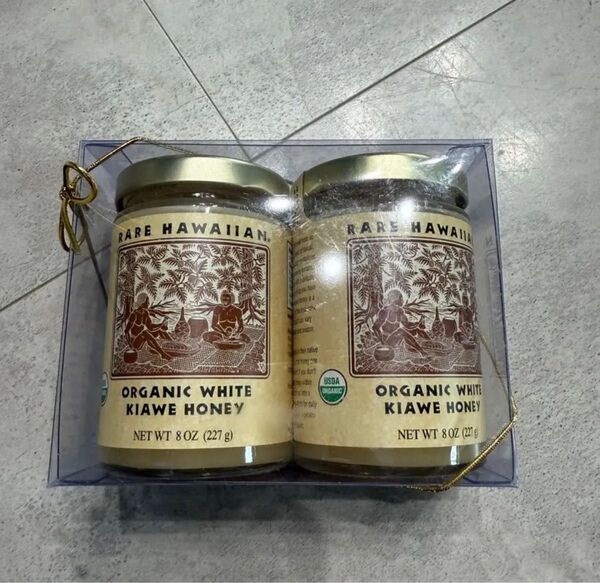 RARE HAWAIIAN®
ORGANIC WHITE
KIAWE HONEY
NET WT 8 OZ (227 g)
RARE HAWAIIA
USDA
ORGANIC
ORGANIC WHITE
KIAWE HONEY
NET WT 8 OZ (227 g)